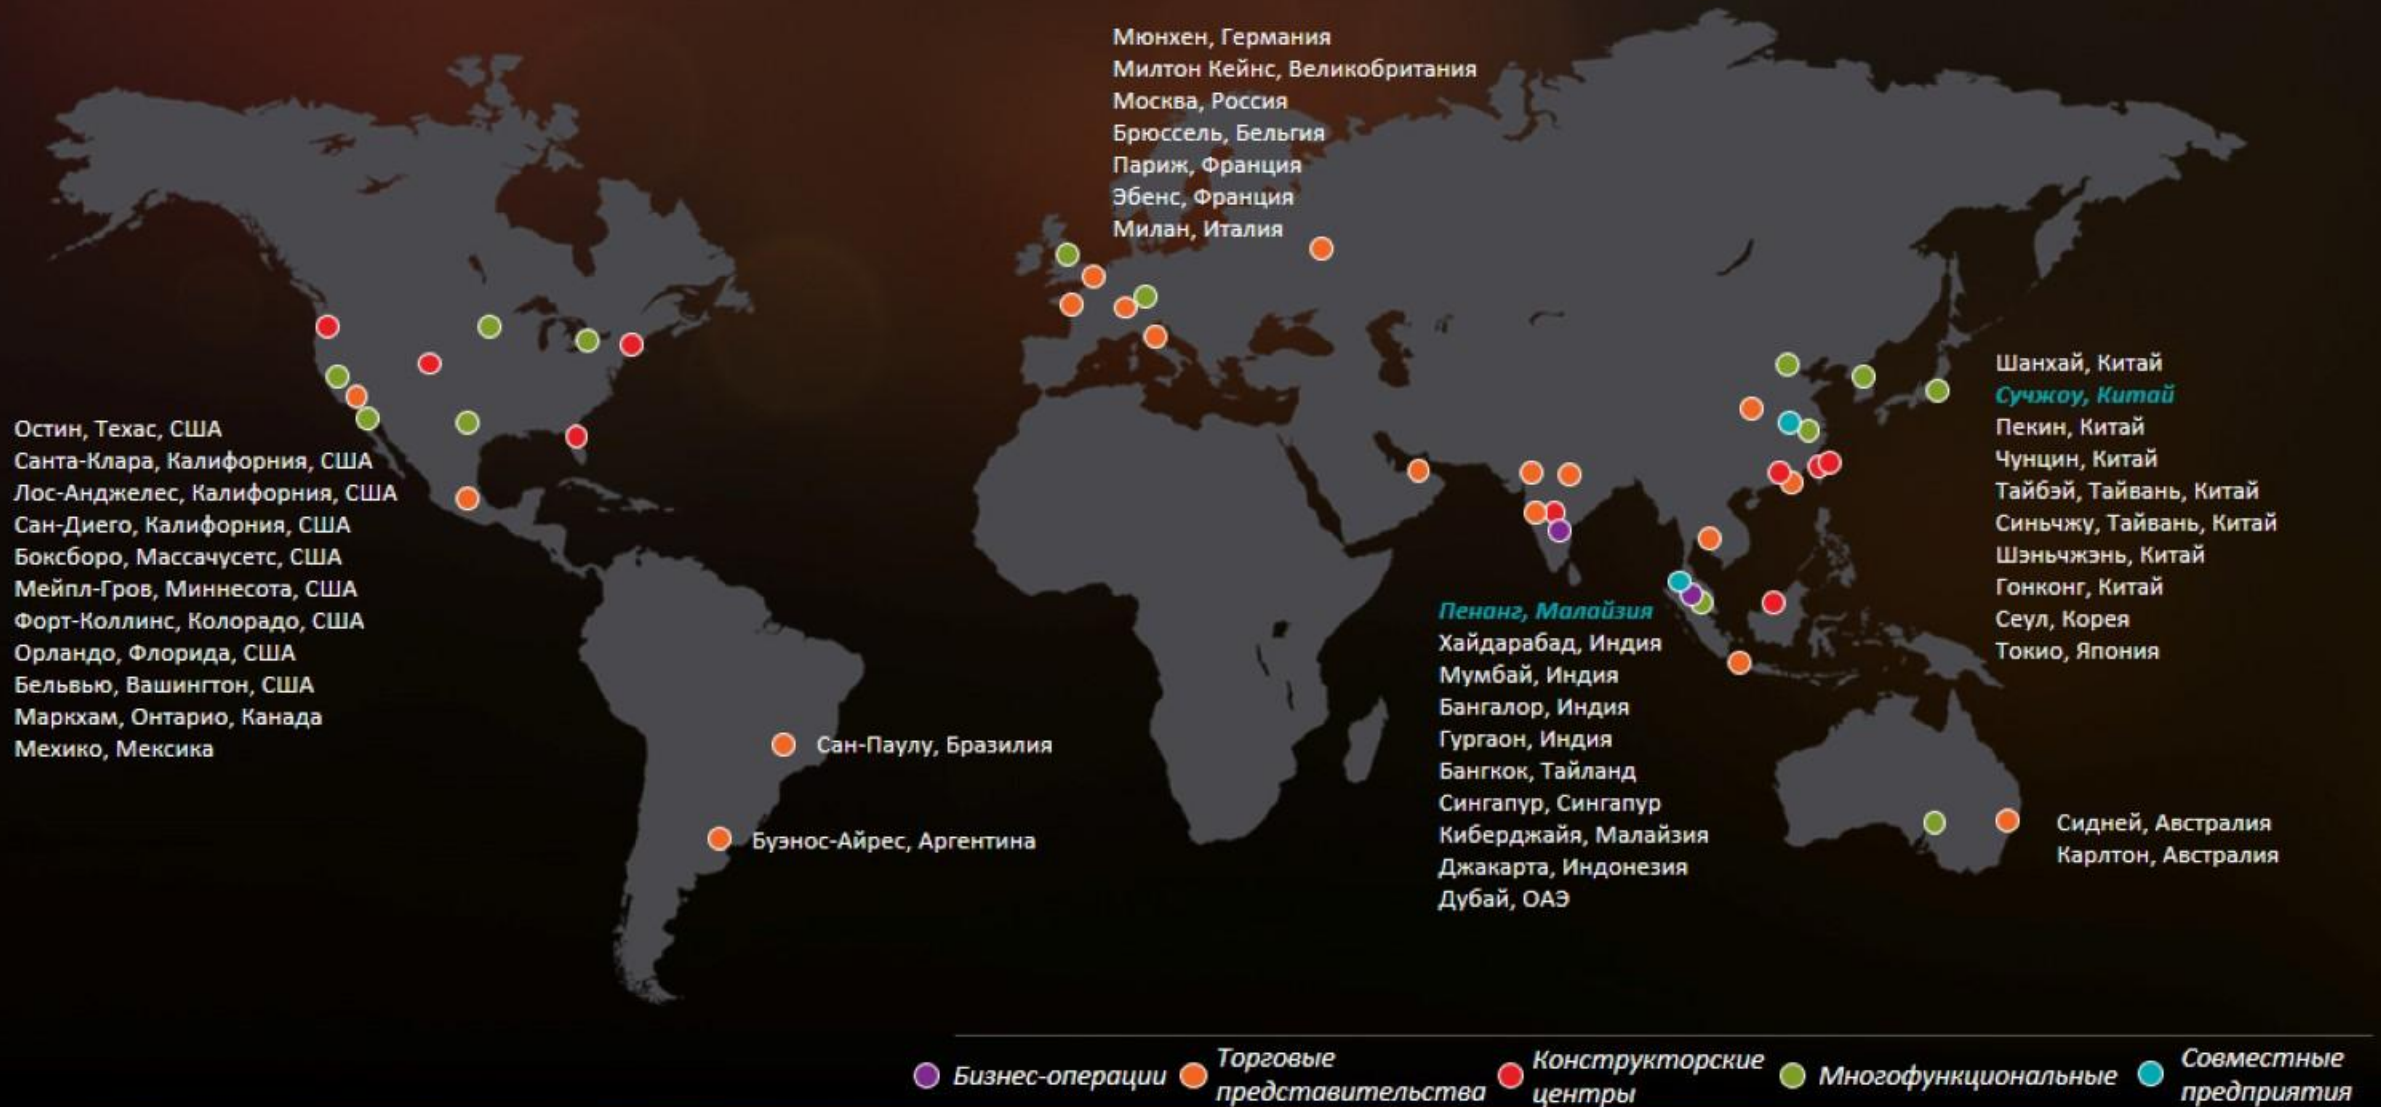 Мюнхен, Германия
Милтон Кейнс, Великобритания
Москва, Россия
Брюссель, Бельгия
Париж, Франция
Эбенс, Франция
Милан, Италия
Остин, Техас, США
Санта-Клара, Калифорния, США
Лос-Анджелес, Калифорния, США
Сан-Диего, Калифорния, США
Боксборо, Массачусетс, США
Мейпл-Гров, Миннесота, США
Форт-Коллинс, Колорадо, США
Орландо, Флорида, США
Бельвью, Вашингтон, США
Маркхам, Онтарио, Канада
Мехико, Мексика
Сан-Паулу, Бразилия
Буэнос-Айрес, Аргентина
Пенанг, Малайзия
Хайдарабад, Индия
Мумбай, Индия
Бангалор, Индия
Гургаон, Индия
Бангкок, Тайланд
Сингапур, Сингапур
Киберджайя, Малайзия
Джакарта, Индонезия
Дубай, ОАЭ
Шанхай, Китай
Сучжоу, Китай
Пекин, Китай
Чунцин, Китай
Тайбэй, Тайвань, Китай
Синьчжу, Тайвань, Китай
Шэньчжэнь, Китай
Гонконг, Китай
Сеул, Корея
Токио, Япония
Сидней, Австралия
Карлтон, Австралия
Бизнес-операции
Торговые
представительства
Конструкторские
центры
Многофункциональные
Совместные
предприятия